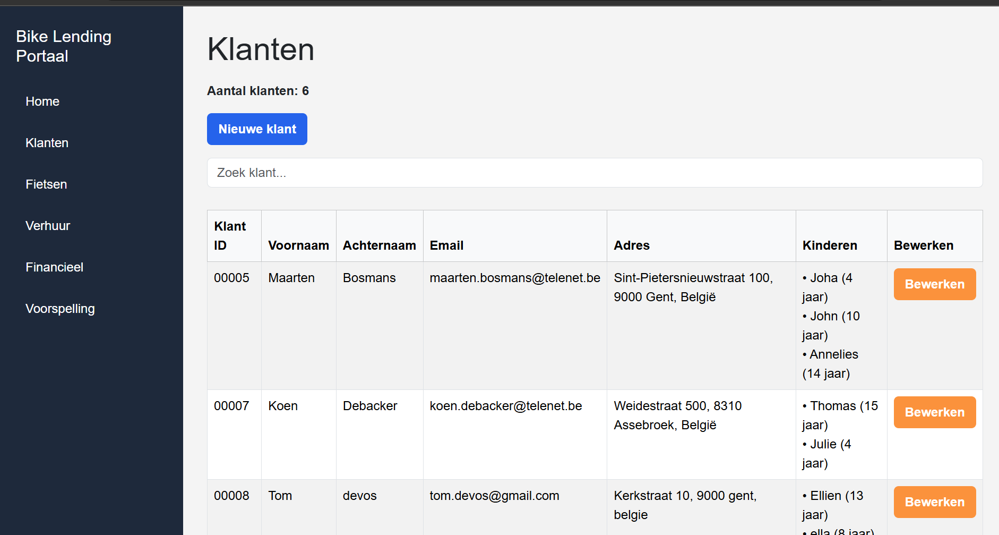 Bike Lending
Portaal
Home
Klanten
Fietsen
Verhuur
Financieel
Voorspelling
Klanten
Aantal klanten: 6
Nieuwe klant
Zoek klant...
Klant ID Voornaam Achternaam Email Adres Kinderen Bewerken
00005 Maarten Bosmans maarten.bosmans@telenet.be Sint-Pietersnieuwstraat 100, • Joha (4 Bewerken
9000 Gent, België jaar)
• John (10
jaar)
• Annelies
(14 jaar)
00007 Koen Debacker koen.debacker@telenet.be Weidestraat 500, 8310 • Thomas (15 Bewerken
Assebroek, België jaar)
• Julie (4
jaar)
00008 Tom devos tom.devos@gmail.com Kerkstraat 10, 9000 gent, • Ellien (13 Bewerken
belgie jaar)
• ella (8 jaar)